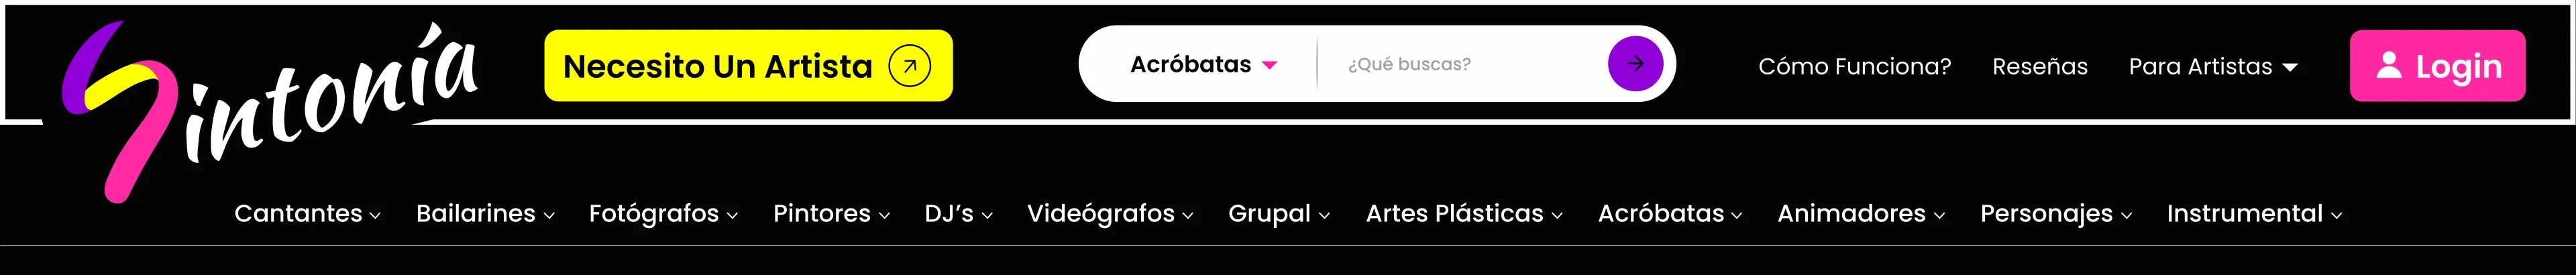 Sintonía
Necesito Un Artista
Acróbatas
¿Qué buscas?
Cómo Funciona?
Reseñas
Para Artistas
Login
Cantantes
Bailarines
Fotógrafos
Pintores
DJ’s
Videógrafos
Grupal
Artes Plásticas
Acróbatas
Animadores
Personajes
Instrumental